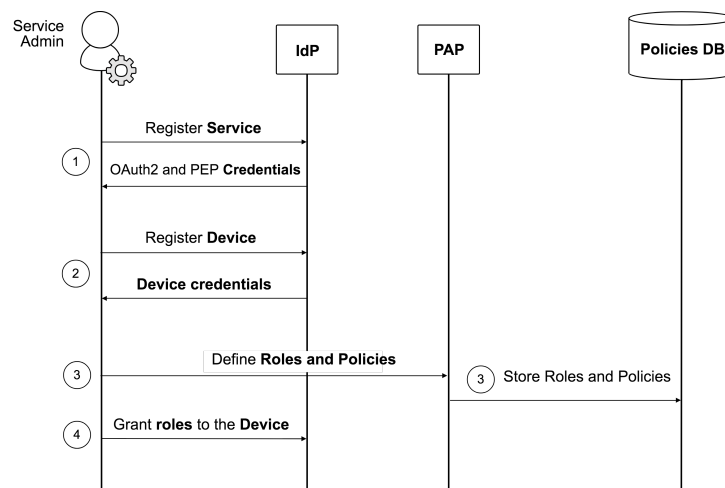 Service
Admin
IdP
PAP
Policies DB
Register Service
1
OAuth2 and PEP Credentials
Register Device
2
Device credentials
Define Roles and Policies
3
3
Store Roles and Policies
Grant roles to the Device
4